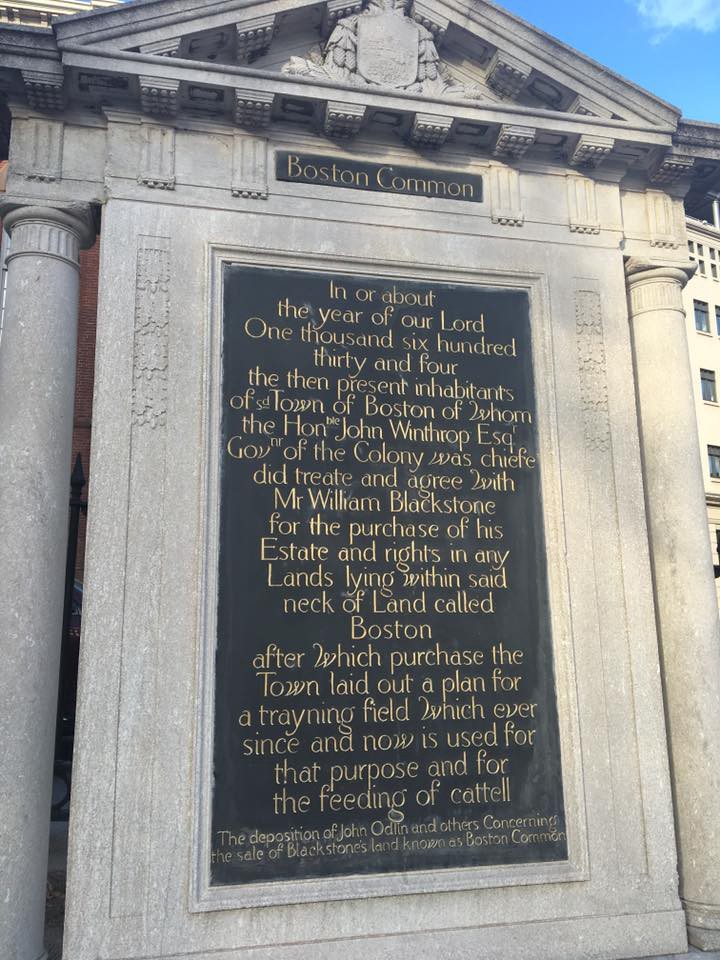 Boston Common
In or about
the year of our Lord
One thousand six hundred
thirty and four
the then present inhabitants
of sd Town of Boston of Whom
the Honble John Winthrop Esqr
Govnr of the Colony was chiefe
did treate and agree With
Mr William Blackstone
for the purchase of his
Estate and rights in any
Lands lying within said
neck of Land called
Boston
after Which purchase the
Town laid out a plan for
a trayning field Which ever
since and now is used for
that purpose and for
the feeding of cattell
The deposition of John Odlin and others Concerning
the sale of Blackstone's land known as Boston Common